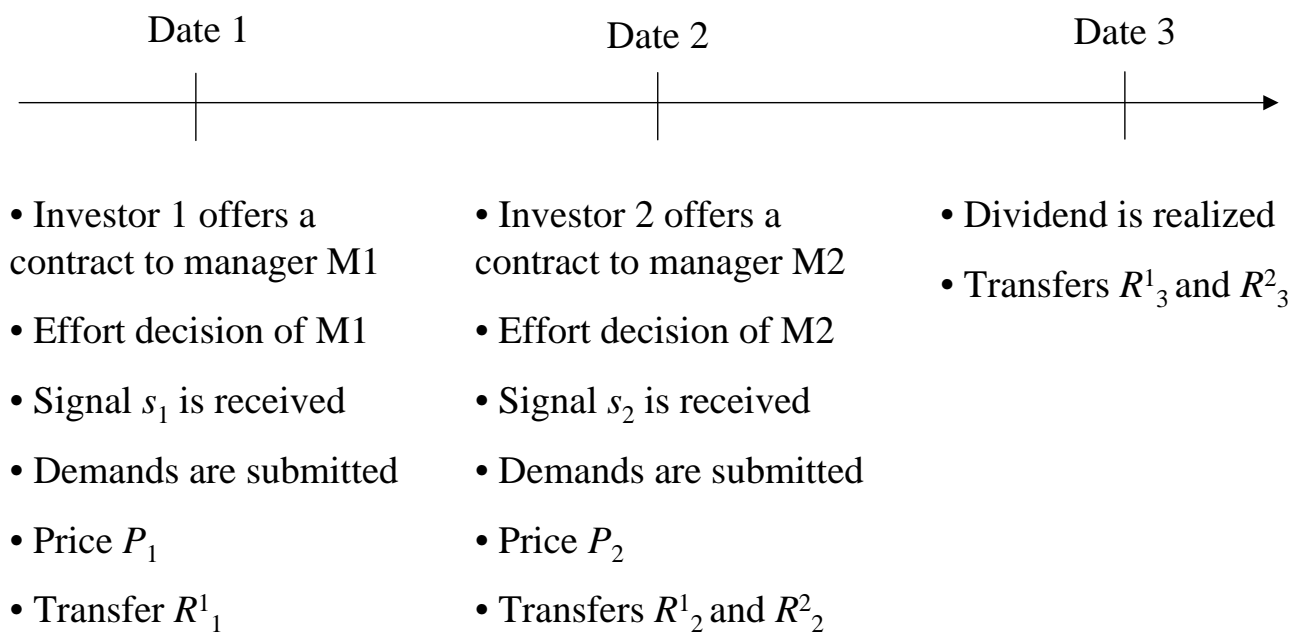 Date 1
Date 2
Date 3
• Investor 1 offers a
contract to manager M1
• Effort decision of M1
• Signal s₁ is received
• Demands are submitted
• Price P₁
• Transfer R¹₁
• Investor 2 offers a
contract to manager M2
• Effort decision of M2
• Signal s₂ is received
• Demands are submitted
• Price P₂
• Transfers R¹₂ and R²₂
• Dividend is realized
• Transfers R¹₃ and R²₃